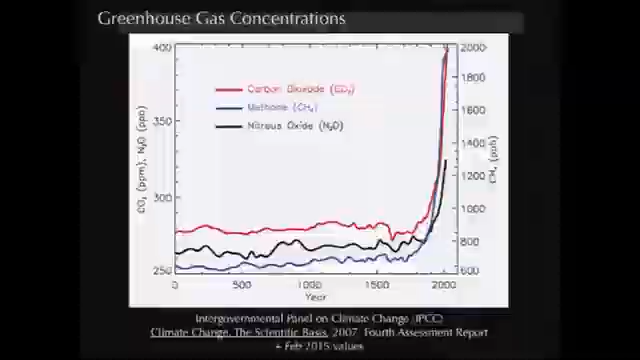 Greenhouse Gas Concentrations
400 2000
Carbon Dioxide (CO₂)
Methane (CH₄)
Nitrous Oxide (N₂O)
1800
1600
350
1400
1200
300
1000
800
250 600
CO₂ (ppm), N₂O (ppb)
CH₄ (ppb)
0 500 1000 1500 2000
Year
Intergovernmental Panel on Climate Change (IPCC)
Climate Change, The Scientific Basis, 2007 Fourth Assessment Report
+ Feb 2015 values